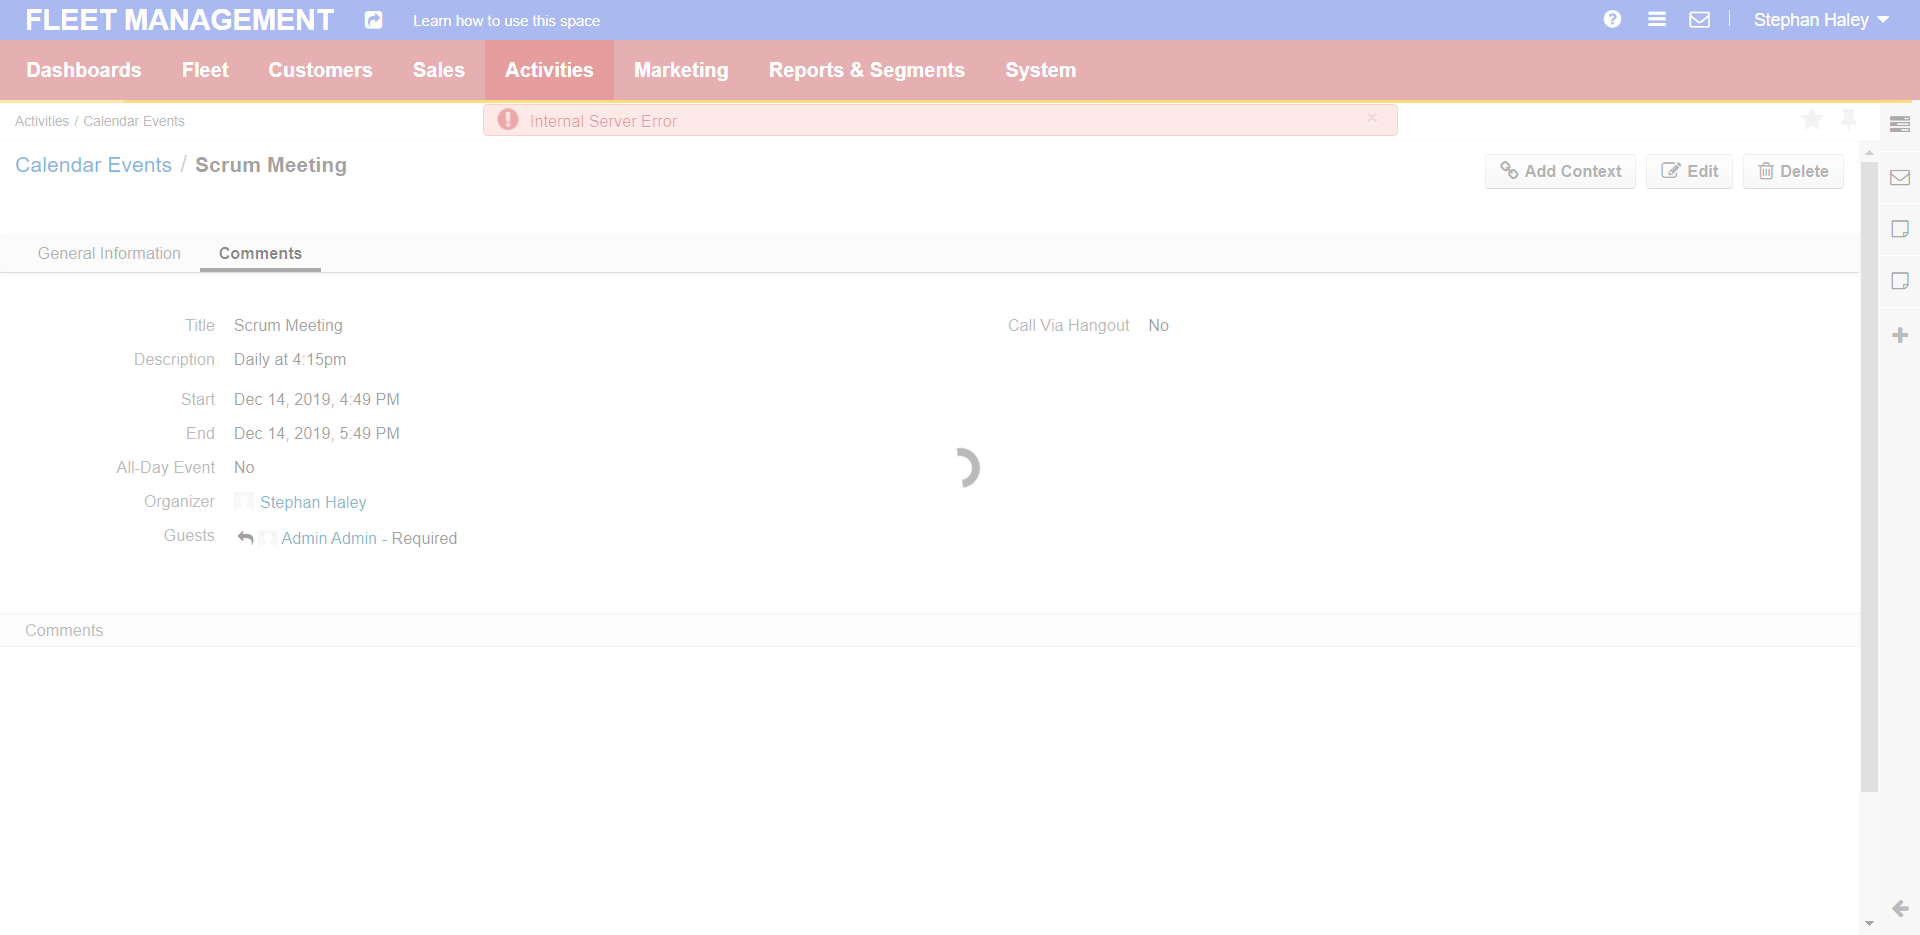 FLEET MANAGEMENT Learn how to use this space Stephan Haley
Dashboards Fleet Customers Sales Activities Marketing Reports & Segments System
Activities / Calendar Events Internal Server Error ×
Calendar Events / Scrum Meeting Add Context Edit Delete
General Information Comments
Title Scrum Meeting Call Via Hangout No
Description Daily at 4:15pm
Start Dec 14, 2019, 4:49 PM
End Dec 14, 2019, 5:49 PM
All-Day Event No
Organizer Stephan Haley
Guests Admin Admin - Required
Comments